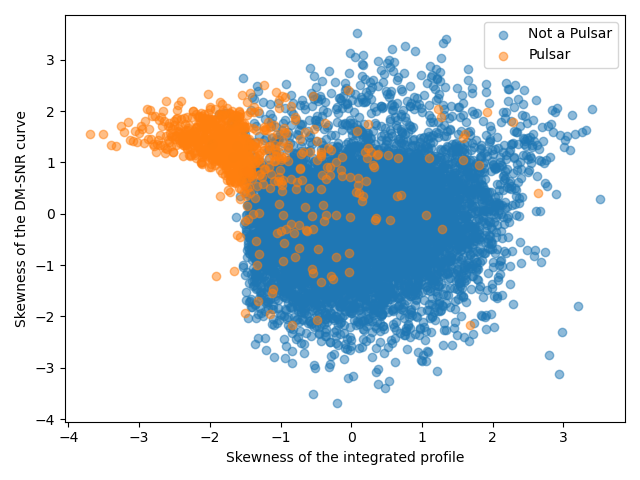 Not a Pulsar
Pulsar
3
2
1
0
−1
−2
−3
−4
Skewness of the DM-SNR curve
−4 −3 −2 −1 0 1 2 3
Skewness of the integrated profile